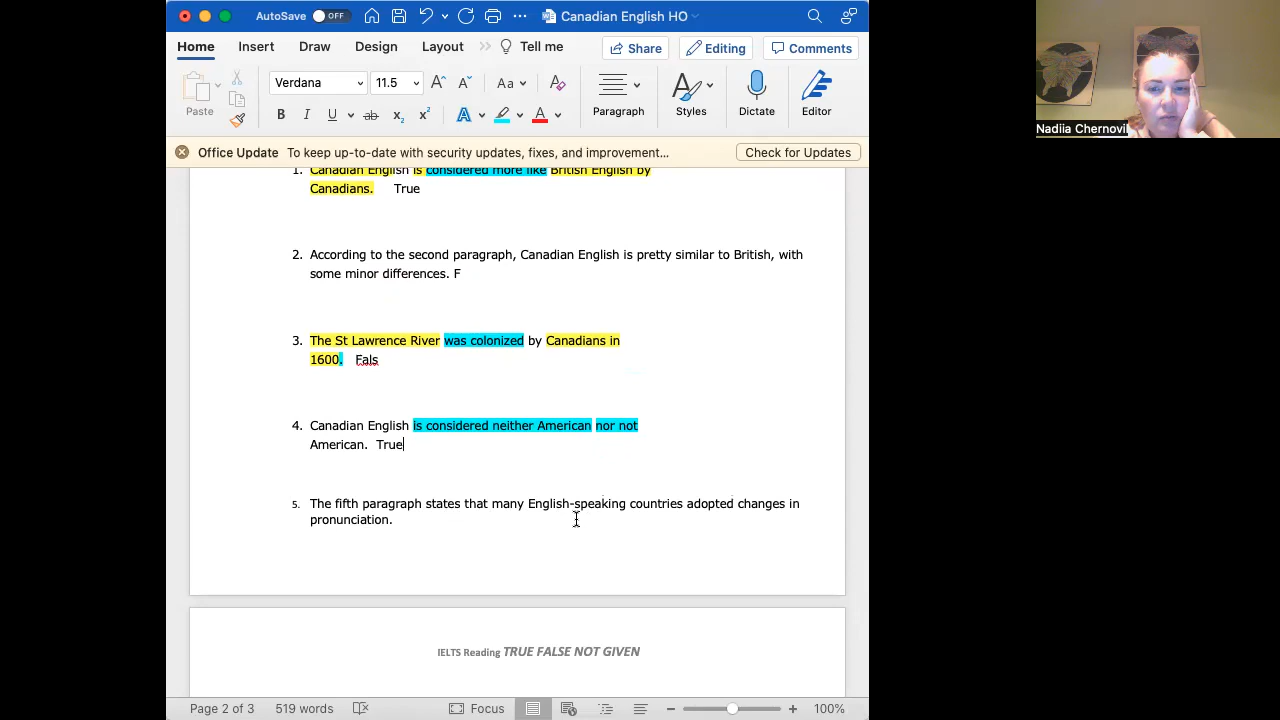 AutoSave OFF Canadian English HO
Home Insert Draw Design Layout Tell me Share Editing Comments
Verdana 11.5 Aa
Paste Paragraph Styles Dictate Editor
B I U ab x2 x2 A A
Office Update To keep up-to-date with security updates, fixes, and improvement... Check for Updates
1. Canadian English is considered more like British English by
Canadians. True
2. According to the second paragraph, Canadian English is pretty similar to British, with
some minor differences. F
3. The St Lawrence River was colonized by Canadians in
1600. Fals
4. Canadian English is considered neither American nor not
American. True
5. The fifth paragraph states that many English-speaking countries adopted changes in
pronunciation.
IELTS Reading TRUE FALSE NOT GIVEN
Page 2 of 3 519 words Focus 100%
Nadiia Chernovil